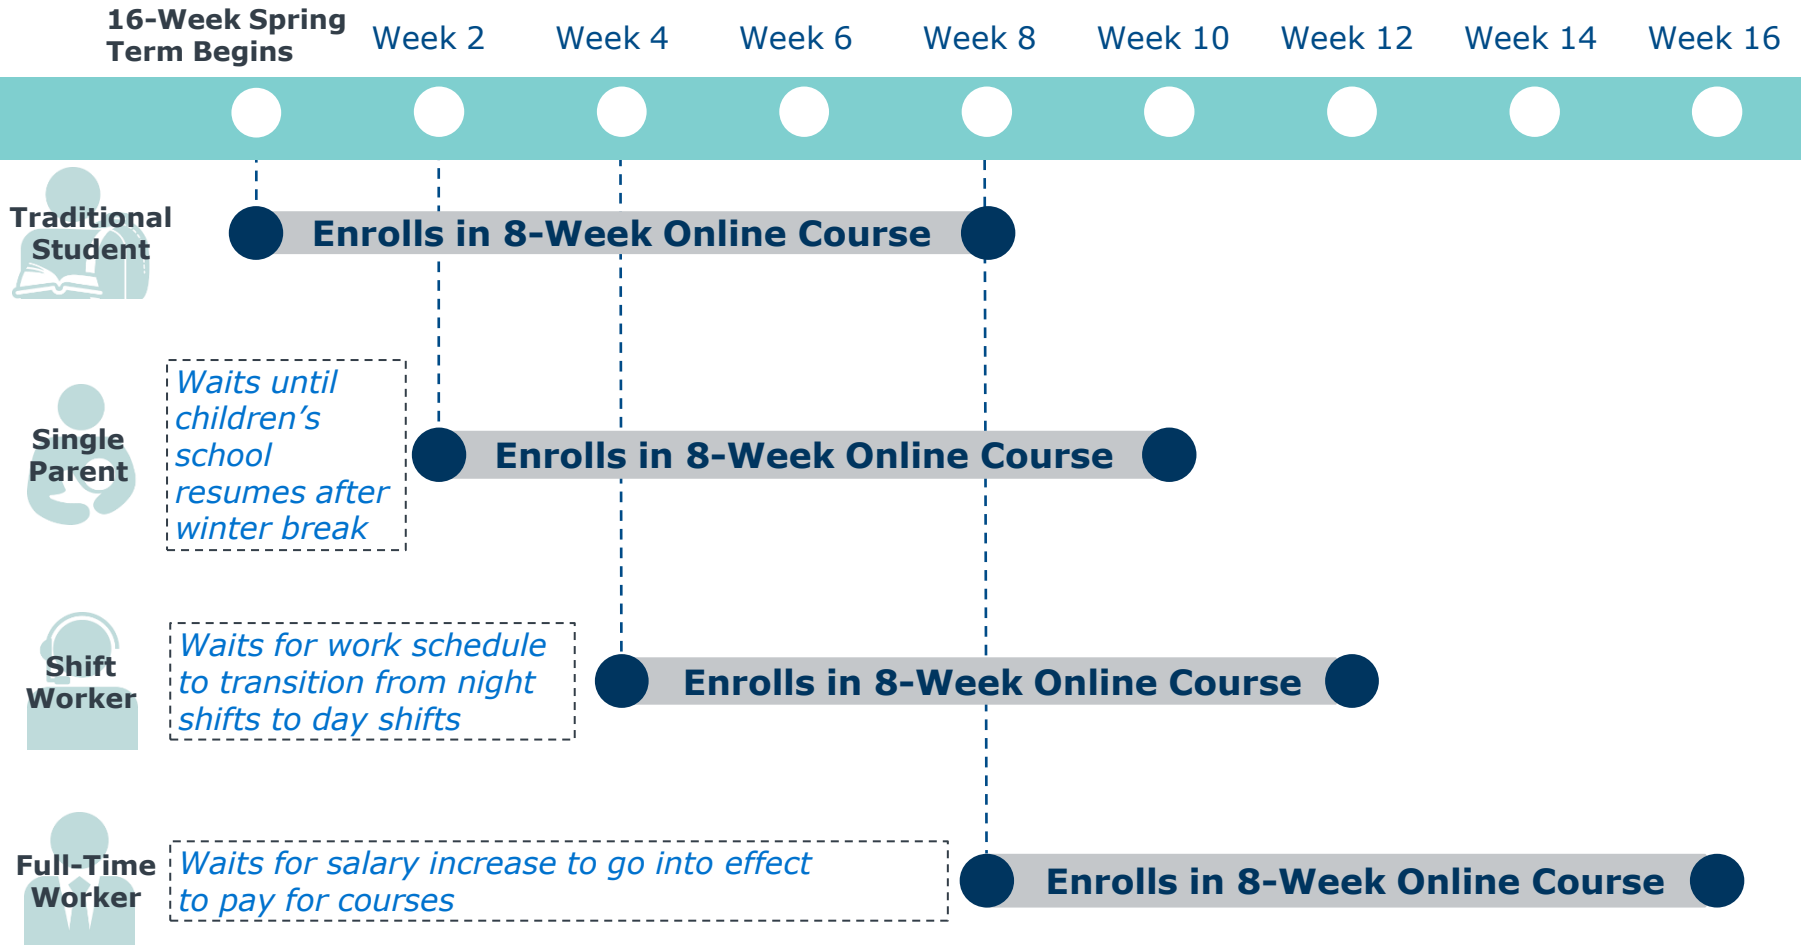 16-Week Spring
Term Begins
Week 2
Week 4
Week 6
Week 8
Week 10
Week 12
Week 14
Week 16
Traditional
Student
Enrolls in 8-Week Online Course
Single
Parent
Waits until
children’s
school
resumes after
winter break
Enrolls in 8-Week Online Course
Shift
Worker
Waits for work schedule
to transition from night
shifts to day shifts
Enrolls in 8-Week Online Course
Full-Time
Worker
Waits for salary increase to go into effect
to pay for courses
Enrolls in 8-Week Online Course